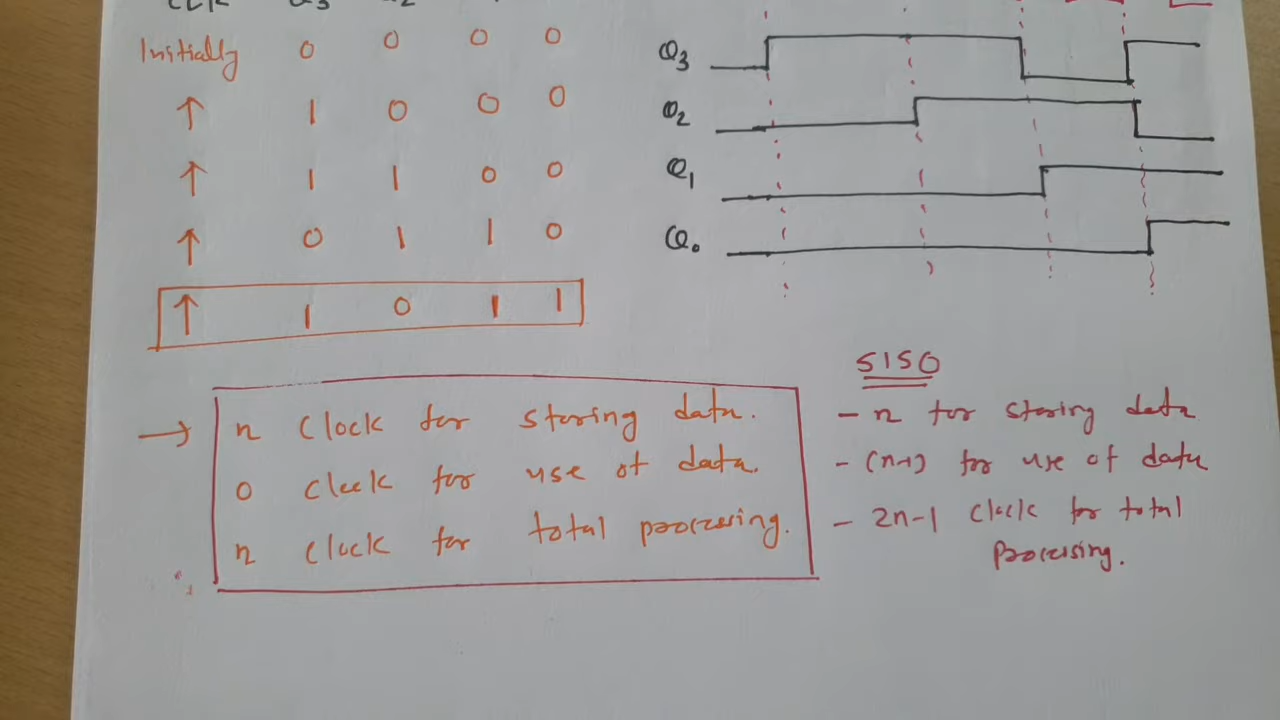 CLK Q3
Initially 0 0 0 0
↑ 1 0 0 0
↑ 1 1 0 0
↑ 0 1 1 0
↑ 1 0 1 1
Q3
Q2
Q1
Q0
→ n Clock for storing data.
0 clock for use of data.
n clock for total processing.
SISO
- n for storing data
- (n-1) for use of data
- 2n-1 clock for total
processing.